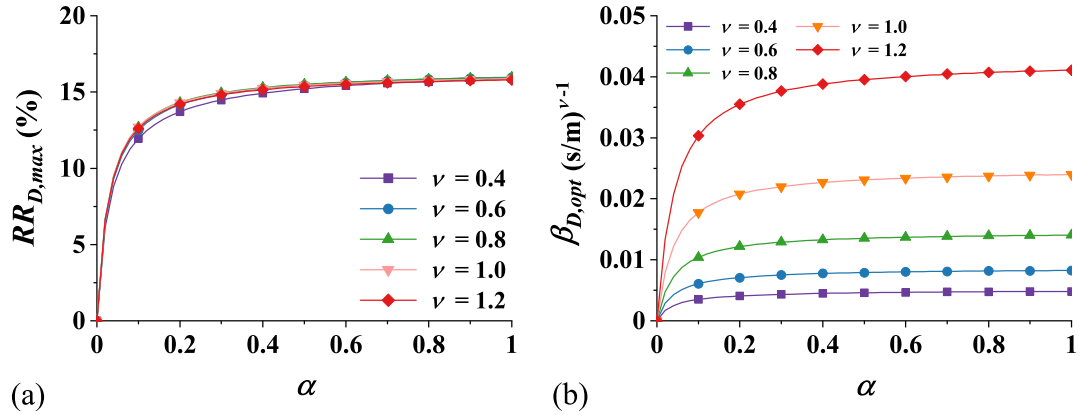 20
15
10
5
0
RR_{D,max} (%)
ν = 0.4
ν = 0.6
ν = 0.8
ν = 1.0
ν = 1.2
0 0.2 0.4 0.6 0.8 1
α
(a)
0.05
0.04
0.03
0.02
0.01
0
β_{D,opt} (s/m)^{ν−1}
ν = 0.4
ν = 0.6
ν = 0.8
ν = 1.0
ν = 1.2
0 0.2 0.4 0.6 0.8 1
α
(b)